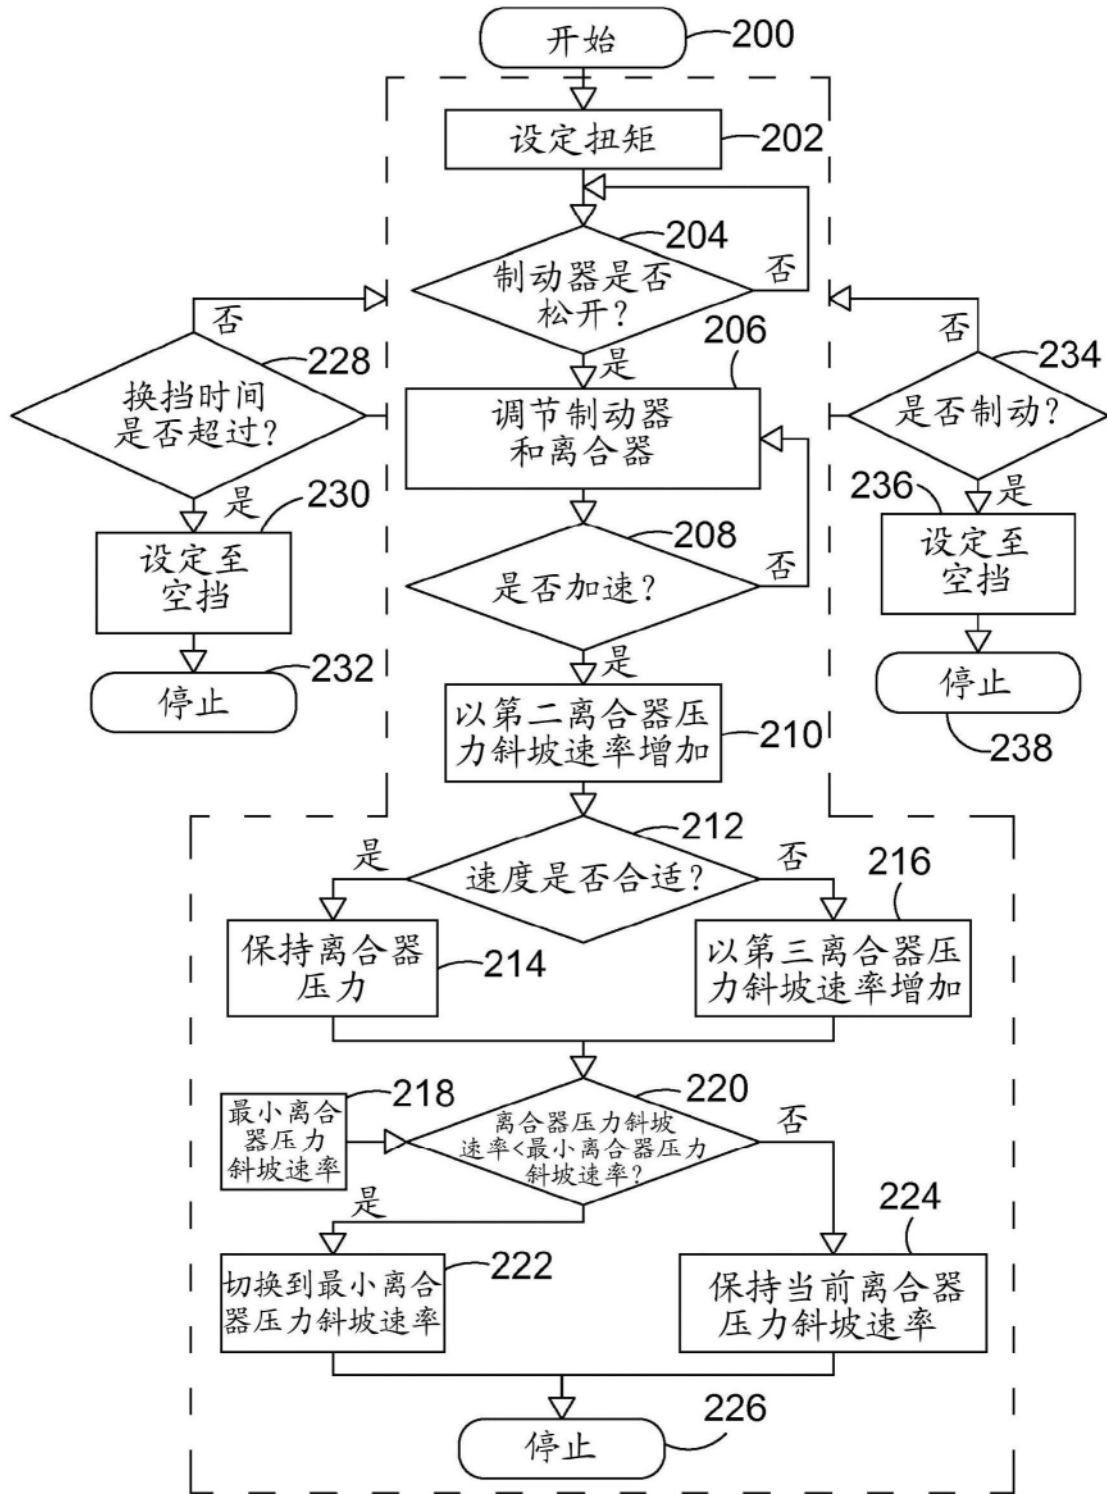 开始
200
设定扭矩
202
204
制动器是否
松开?
否
是
206
调节制动器
和离合器
208
是否加速?
否
是
以第二离合器压
力斜坡速率增加
210
212
速度是否合适?
是
否
保持离合器
压力
214
216
以第三离合器压
力斜坡速率增加
最小离合
器压力
斜坡速率
218
220
离合器压力斜坡
速率<最小离合器压力
斜坡速率?
是
否
切换到最小离合
器压力斜坡速率
222
224
保持当前离合器
压力斜坡速率
停止
226
否
228
换挡时间
是否超过?
是
230
设定至
空挡
232
停止
否
234
是否制动?
是
236
设定至
空挡
停止
238